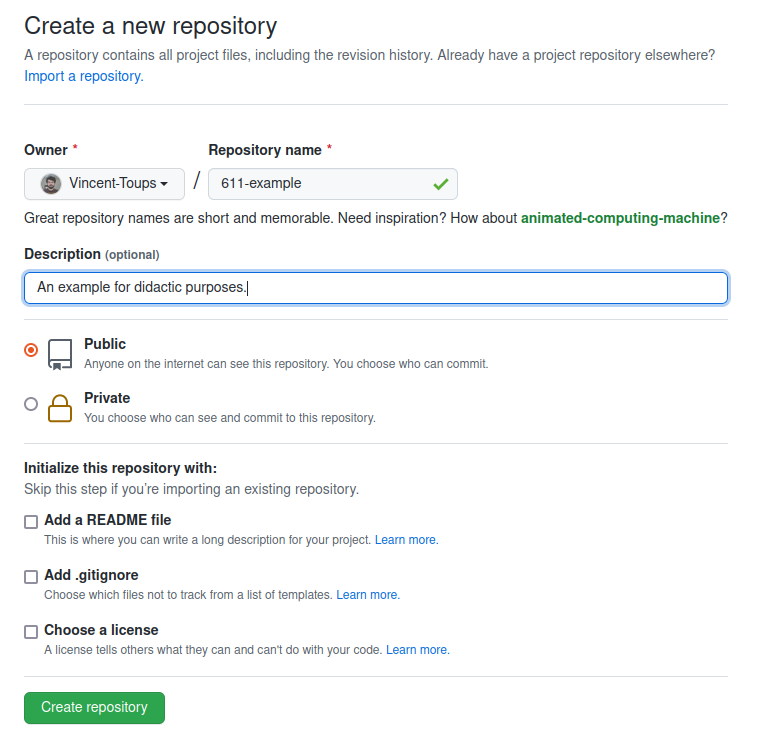 Create a new repository
A repository contains all project files, including the revision history. Already have a project repository elsewhere?
Import a repository.
Owner * Repository name *
Vincent-Toups / 611-example
Great repository names are short and memorable. Need inspiration? How about animated-computing-machine?
Description (optional)
An example for didactic purposes.
Public
Anyone on the internet can see this repository. You choose who can commit.
Private
You choose who can see and commit to this repository.
Initialize this repository with:
Skip this step if you’re importing an existing repository.
Add a README file
This is where you can write a long description for your project. Learn more.
Add .gitignore
Choose which files not to track from a list of templates. Learn more.
Choose a license
A license tells others what they can and can't do with your code. Learn more.
Create repository